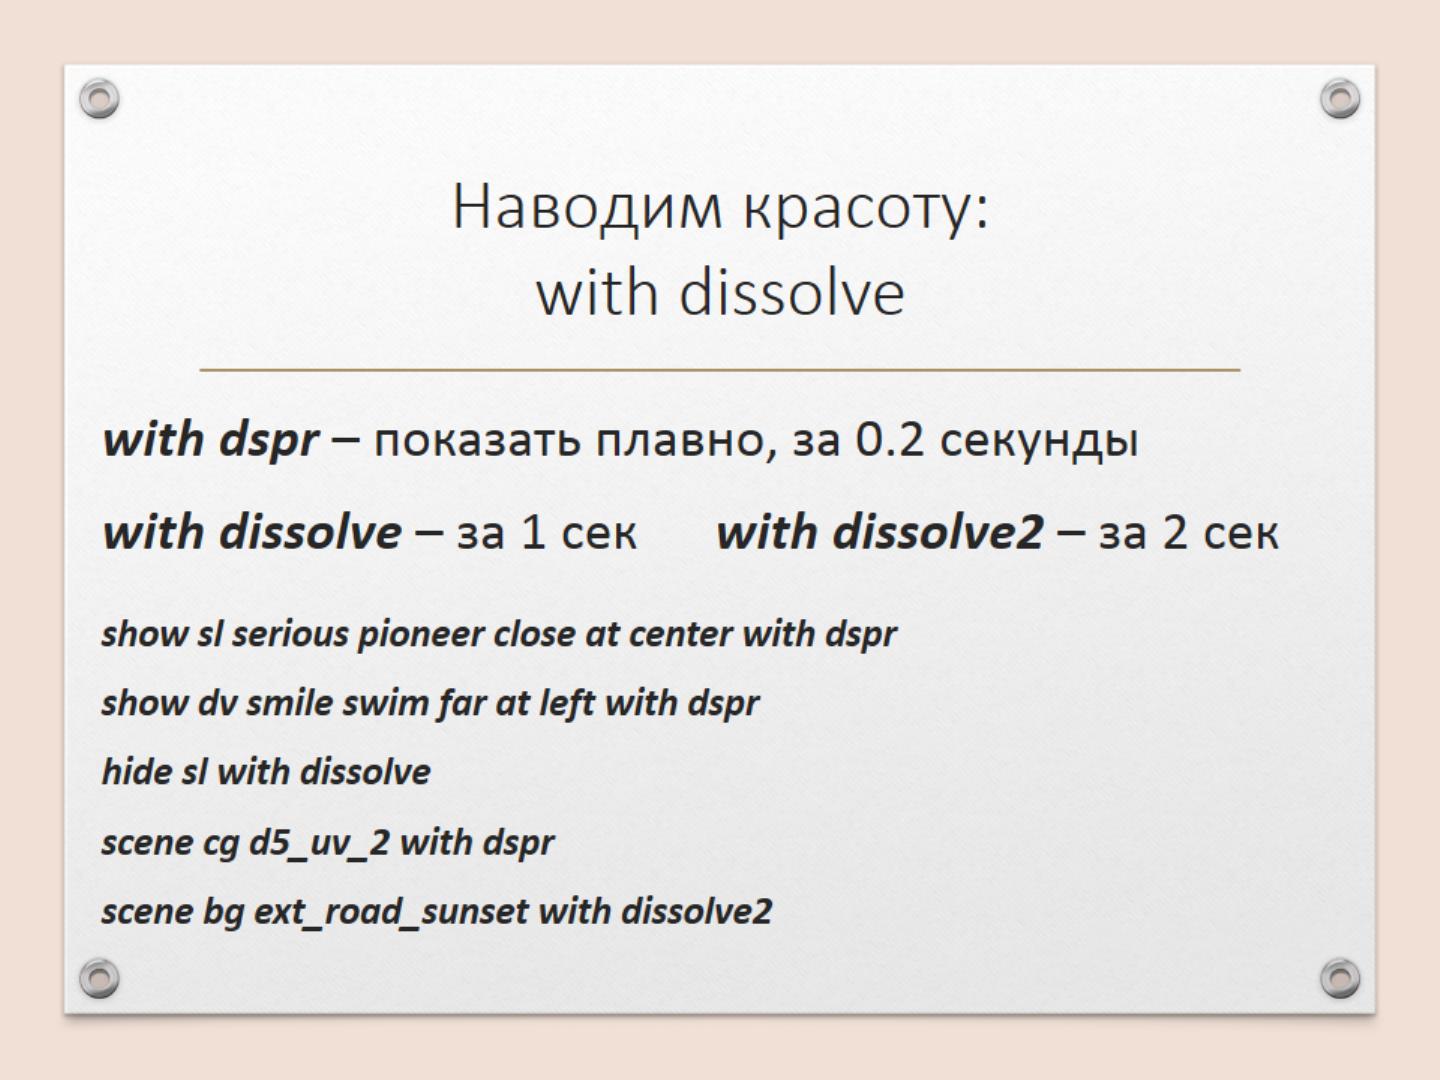 Наводим красоту:
with dissolve
with dspr – показать плавно, за 0.2 секунды
with dissolve – за 1 сек with dissolve2 – за 2 сек
show sl serious pioneer close at center with dspr
show dv smile swim far at left with dspr
hide sl with dissolve
scene cg d5_uv_2 with dspr
scene bg ext_road_sunset with dissolve2